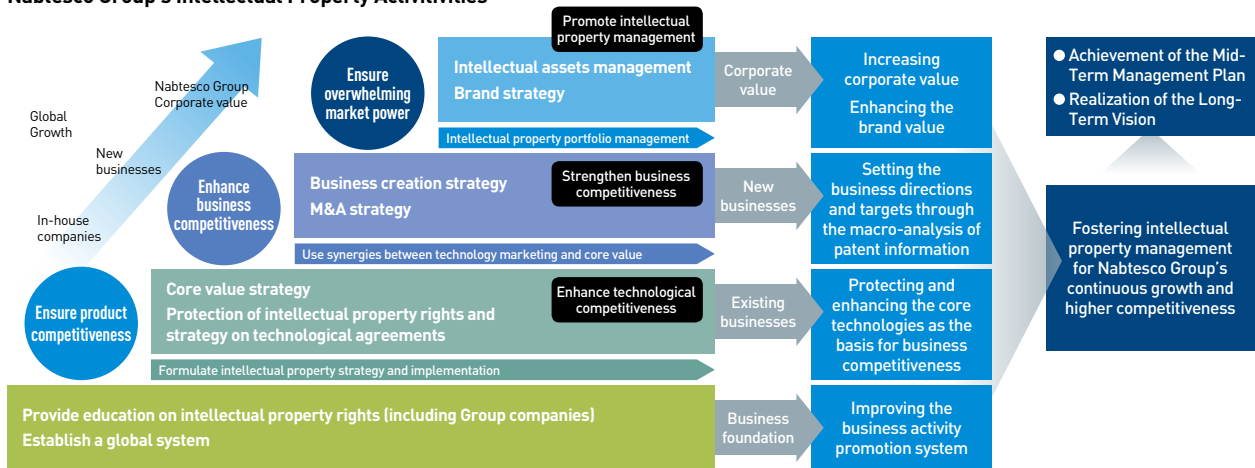 Nabtesco Group's Intellectual Property Activitivities
Promote intellectual
property management
Ensure
overwhelming
market power
Intellectual assets management
Brand strategy
Corporate
value
Increasing
corporate value
Enhancing the
brand value
● Achievement of the Mid-
Term Management Plan
● Realization of the Long-
Term Vision
Nabtesco Group
Corporate value
Global
Growth
New
businesses
In-house
companies
Intellectual property portfolio management
Enhance
business
competitiveness
Business creation strategy
M&A strategy
Strengthen business
competitiveness
New
businesses
Setting the
business directions
and targets through
the macro-analysis of
patent information
Use synergies between technology marketing and core value
Fostering intellectual
property management
for Nabtesco Group's
continuous growth and
higher competitiveness
Ensure product
competitiveness
Core value strategy
Protection of intellectual property rights and
strategy on technological agreements
Enhance technological
competitiveness
Existing
businesses
Protecting and
enhancing the core
technologies as the
basis for business
competitiveness
Formulate intellectual property strategy and implementation
Provide education on intellectual property rights (including Group companies)
Establish a global system
Business
foundation
Improving the
business activity
promotion system